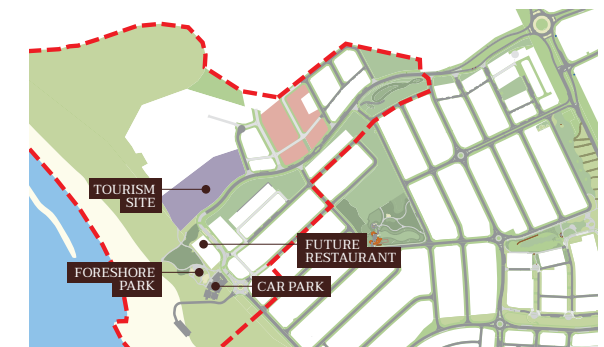 TOURISM
SITE
FUTURE
RESTAURANT
FORESHORE
PARK
CAR PARK